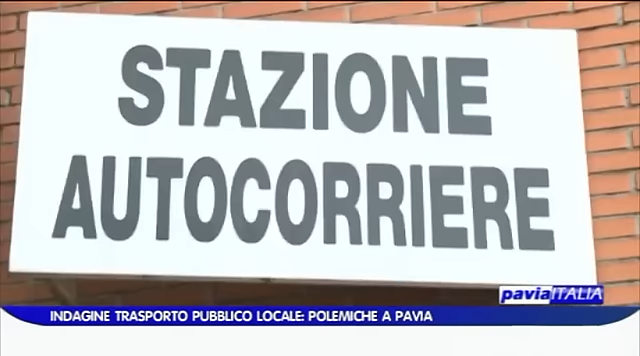 STAZIONE
AUTOCORRIERE
paviaITALIA
INDAGINE TRASPORTO PUBBLICO LOCALE: POLEMICHE A PAVIA